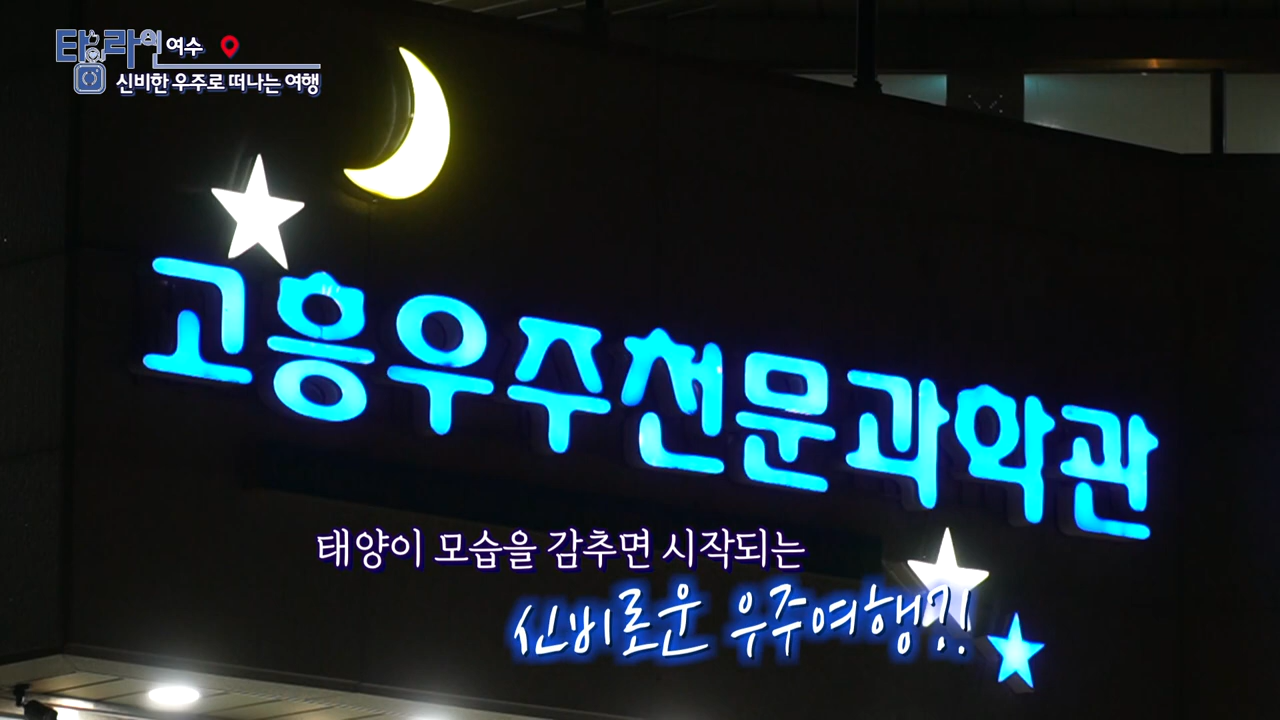 타임라인 여수
신비한 우주로 떠나는 여행
고흥우주천문과학관
태양이 모습을 감추면 시작되는
신비로운 우주여행?!